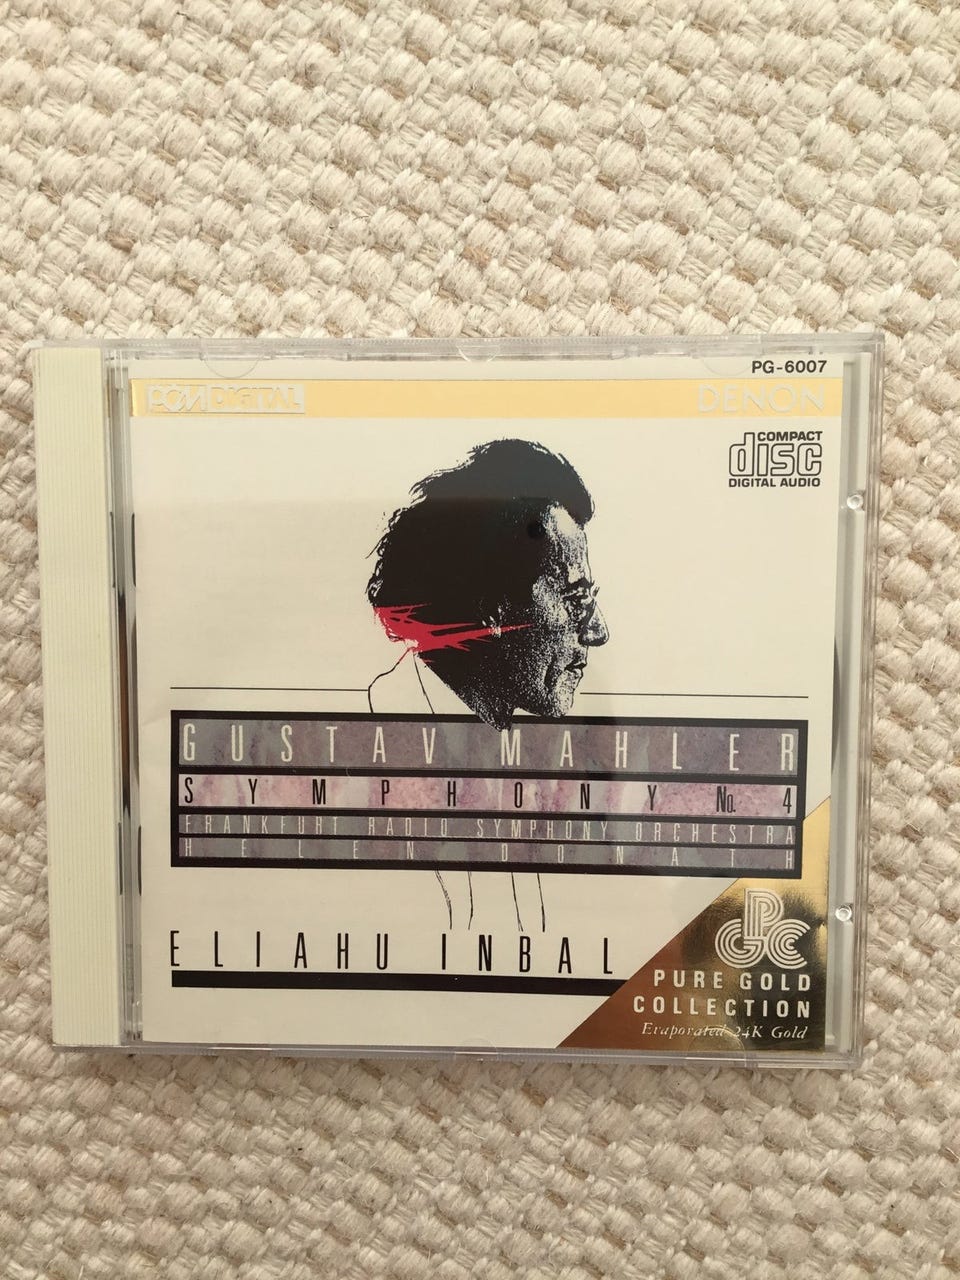 PG-6007
PCM DIGITAL
DENON
COMPACT
disc
DIGITAL AUDIO
GUSTAV MAHLER
SYMPHONY No. 4
FRANKFURT RADIO SYMPHONY ORCHESTRA
HELEN DONATH
ELIAHU INBAL
PGC
PURE GOLD
COLLECTION
Evaporated 24K Gold